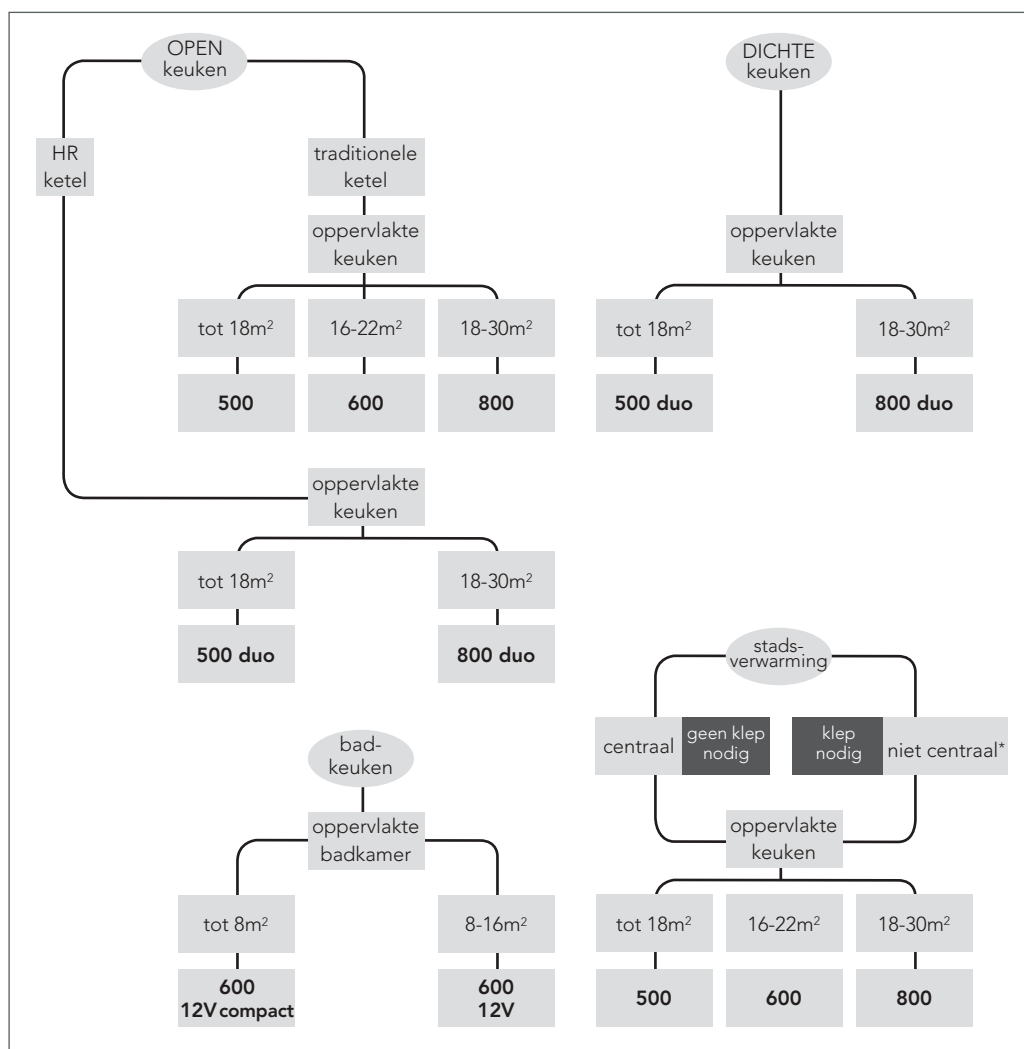 OPEN
keuken
HR
ketel
traditionele
ketel
oppervlakte
keuken
tot 18m²
16-22m²
18-30m²
500
600
800
oppervlakte
keuken
tot 18m²
18-30m²
500 duo
800 duo
DICHTE
keuken
oppervlakte
keuken
tot 18m²
18-30m²
500 duo
800 duo
bad-
keuken
oppervlakte
badkamer
tot 8m²
8-16m²
600
12V compact
600
12V
stads-
verwarming
centraal
geen klep
nodig
klep
nodig
niet centraal*
oppervlakte
keuken
tot 18m²
16-22m²
18-30m²
500
600
800